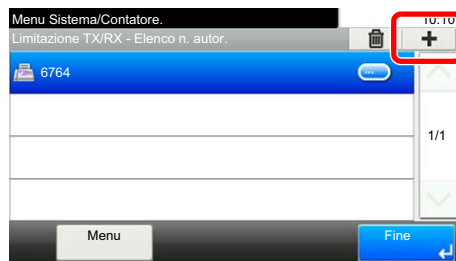 Menu Sistema/Contatore.
10:10
Limitazione TX/RX - Elenco n. autor.
6764
1/1
Menu
Fine